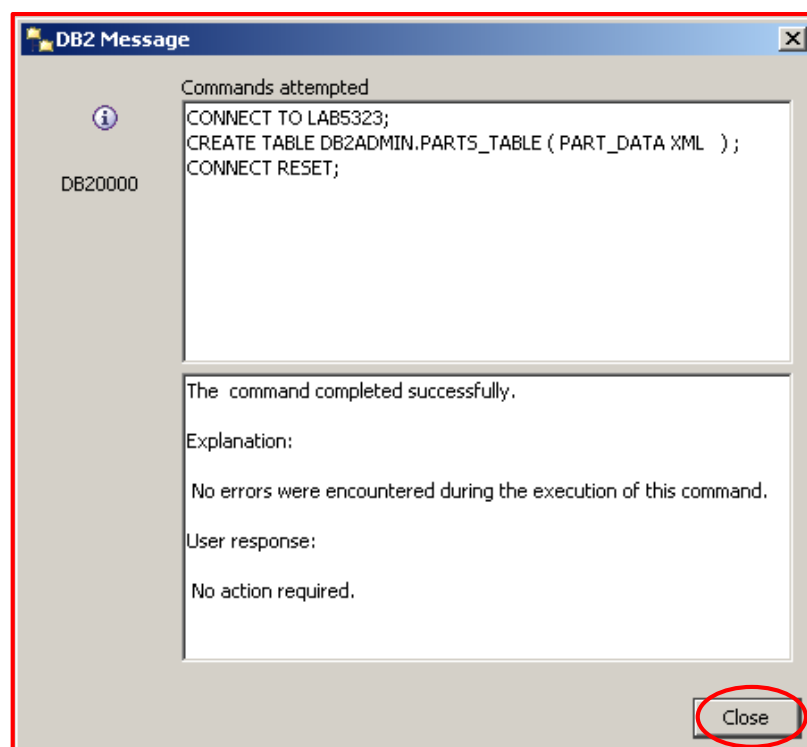 DB2 Message
Commands attempted
CONNECT TO LAB5323;
CREATE TABLE DB2ADMIN.PARTS_TABLE ( PART_DATA XML   ) ;
CONNECT RESET;
DB20000
The  command completed successfully.
Explanation:
No errors were encountered during the execution of this command.
User response:
No action required.
Close